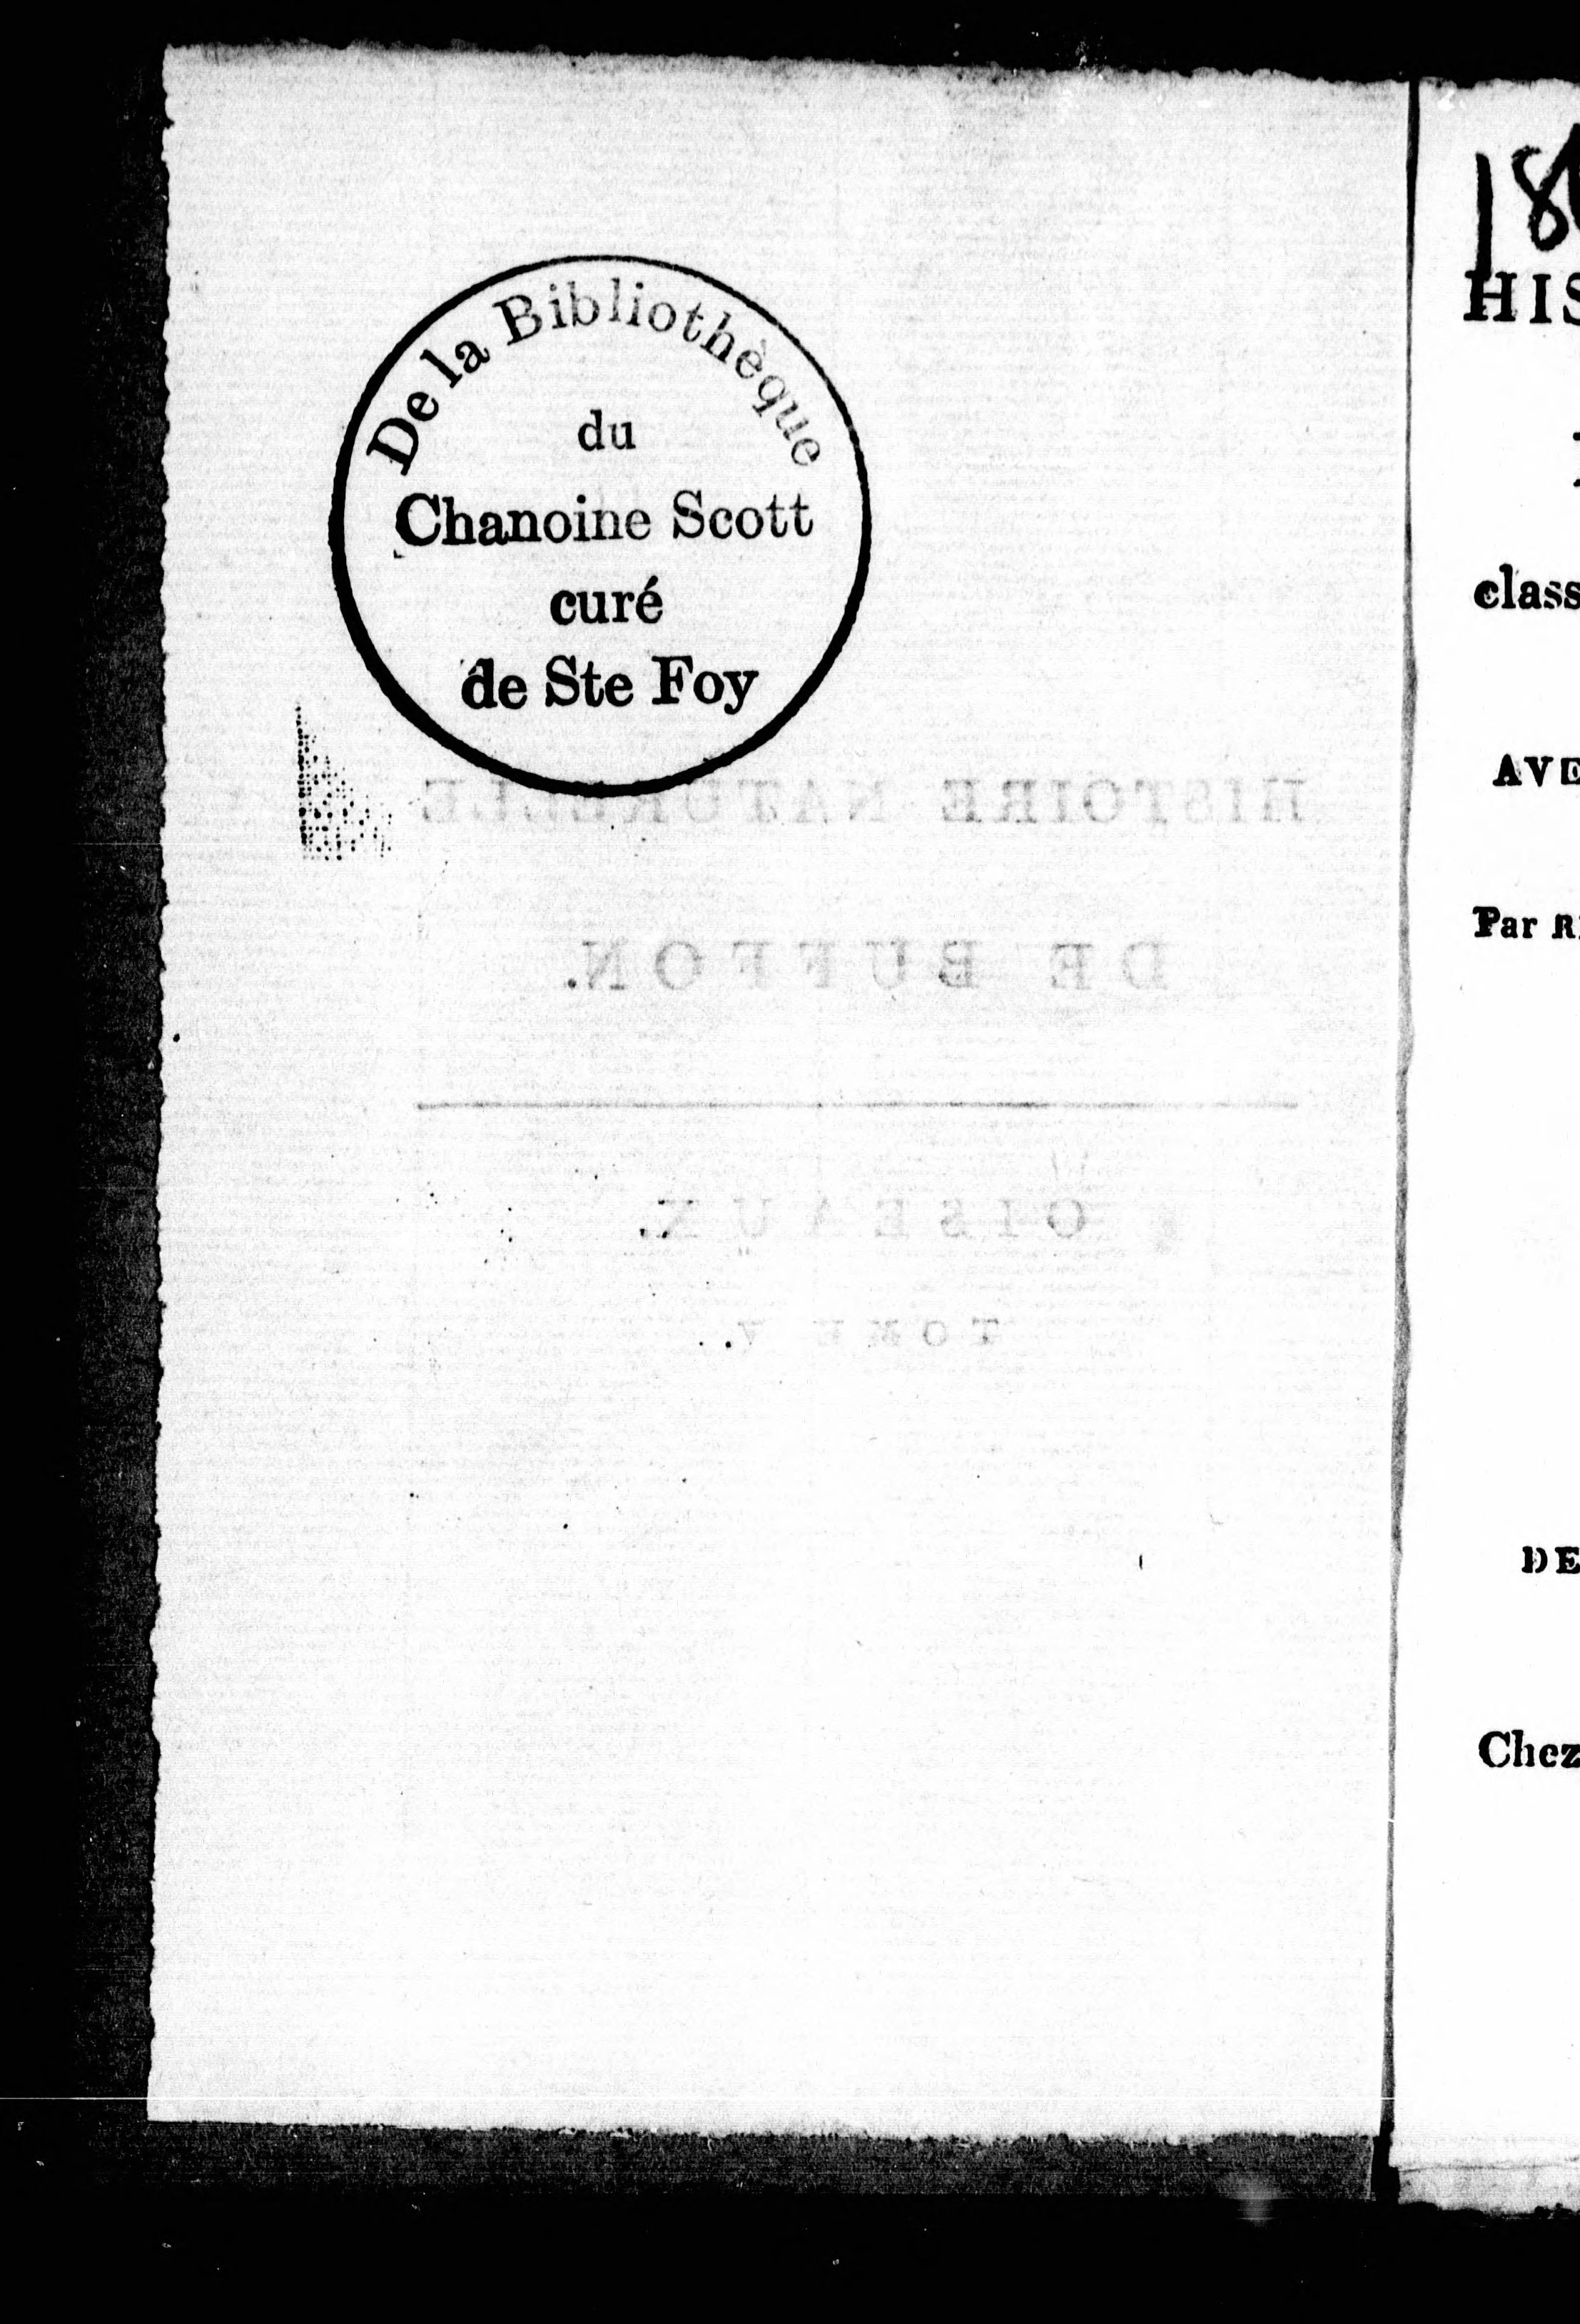 De la Bibliothèque
du
Chanoine Scott
curé
de Ste Foy
HISTOIRE NATURELLE
DE BUFFON.
OISEAUX.
TOME V.
18
HIS
class
AVE
Par R
DE
Chez